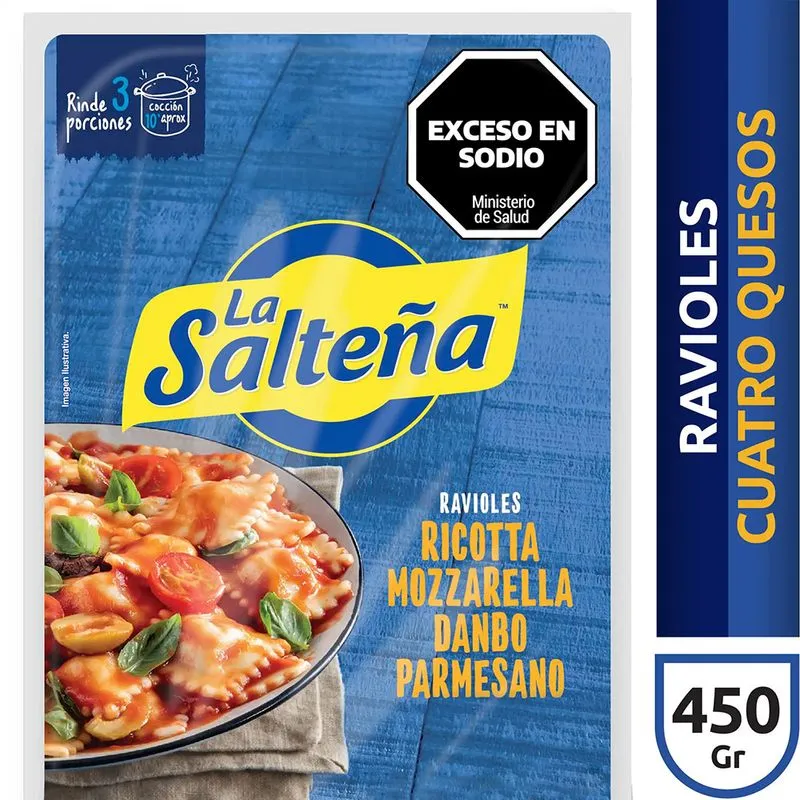 Rinde 3
porciones
cocción
10' aprox
EXCESO EN
SODIO
Ministerio
de Salud
La
Salteña
TM
Imagen Ilustrativa.
RAVIOLES
RICOTTA
MOZZARELLA
DANBO
PARMESANO
RAVIOLES
CUATRO QUESOS
450
Gr